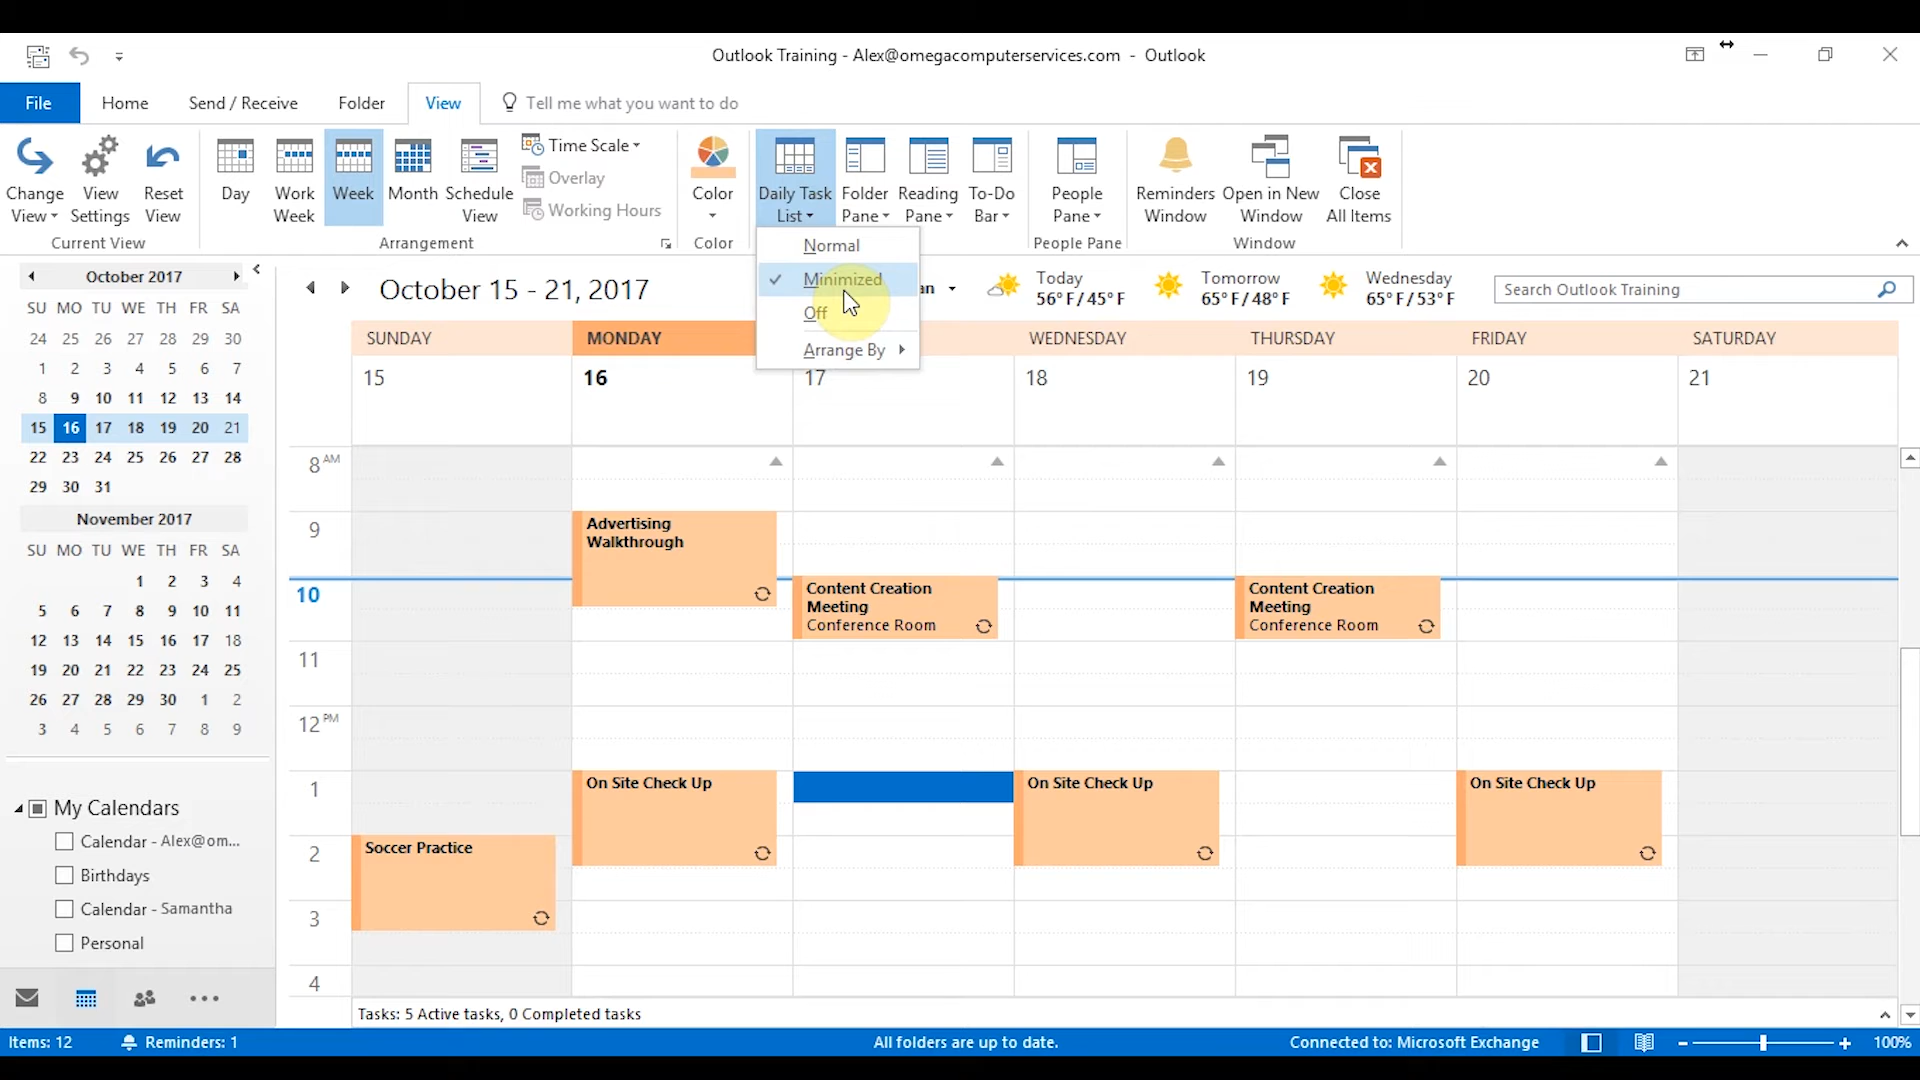 Outlook Training - Alex@omegacomputerservices.com - Outlook
File Home Send / Receive Folder View Tell me what you want to do
Change View
View Settings
Reset View
Current View
Day
Work Week
Week
Month
Schedule View
Time Scale
Overlay
Working Hours
Arrangement
Color
Color
Daily Task List
Folder Pane
Reading Pane
To-Do Bar
People Pane
People Pane
Reminders Window
Open in New Window
Close All Items
Window
Normal
Minimized
Off
Arrange By
October 2017
SU MO TU WE TH FR SA
24 25 26 27 28 29 30
1 2 3 4 5 6 7
8 9 10 11 12 13 14
15 16 17 18 19 20 21
22 23 24 25 26 27 28
29 30 31
November 2017
SU MO TU WE TH FR SA
1 2 3 4
5 6 7 8 9 10 11
12 13 14 15 16 17 18
19 20 21 22 23 24 25
26 27 28 29 30 1 2
3 4 5 6 7 8 9
My Calendars
Calendar - Alex@om...
Birthdays
Calendar - Samantha
Personal
October 15 - 21, 2017
Today
56° F / 45° F
Tomorrow
65° F / 48° F
Wednesday
65° F / 53° F
Search Outlook Training
SUNDAY MONDAY WEDNESDAY THURSDAY FRIDAY SATURDAY
15 16 17 18 19 20 21
8 AM
9
Advertising
Walkthrough
10
Content Creation
Meeting
Conference Room
Content Creation
Meeting
Conference Room
11
12 PM
1
On Site Check Up
On Site Check Up
On Site Check Up
2
Soccer Practice
3
4
Tasks: 5 Active tasks, 0 Completed tasks
Items: 12 Reminders: 1 All folders are up to date. Connected to: Microsoft Exchange 100%